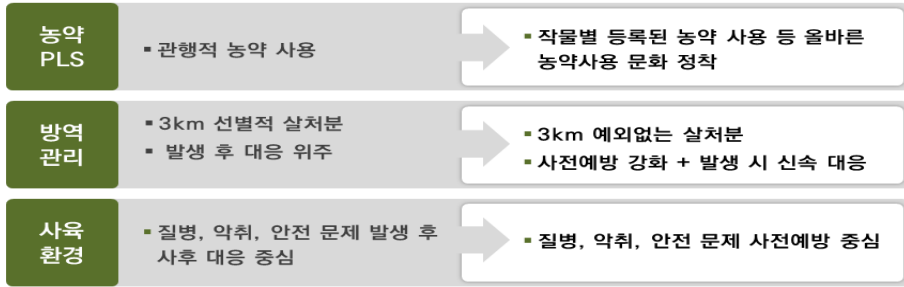 농약
PLS
▪ 관행적 농약 사용
▪ 작물별 등록된 농약 사용 등 올바른
농약사용 문화 정착
방역
관리
▪ 3km 선별적 살처분
▪ 발생 후 대응 위주
▪ 3km 예외없는 살처분
▪ 사전예방 강화 + 발생 시 신속 대응
사육
환경
▪ 질병, 악취, 안전 문제 발생 후
사후 대응 중심
▪ 질병, 악취, 안전 문제 사전예방 중심